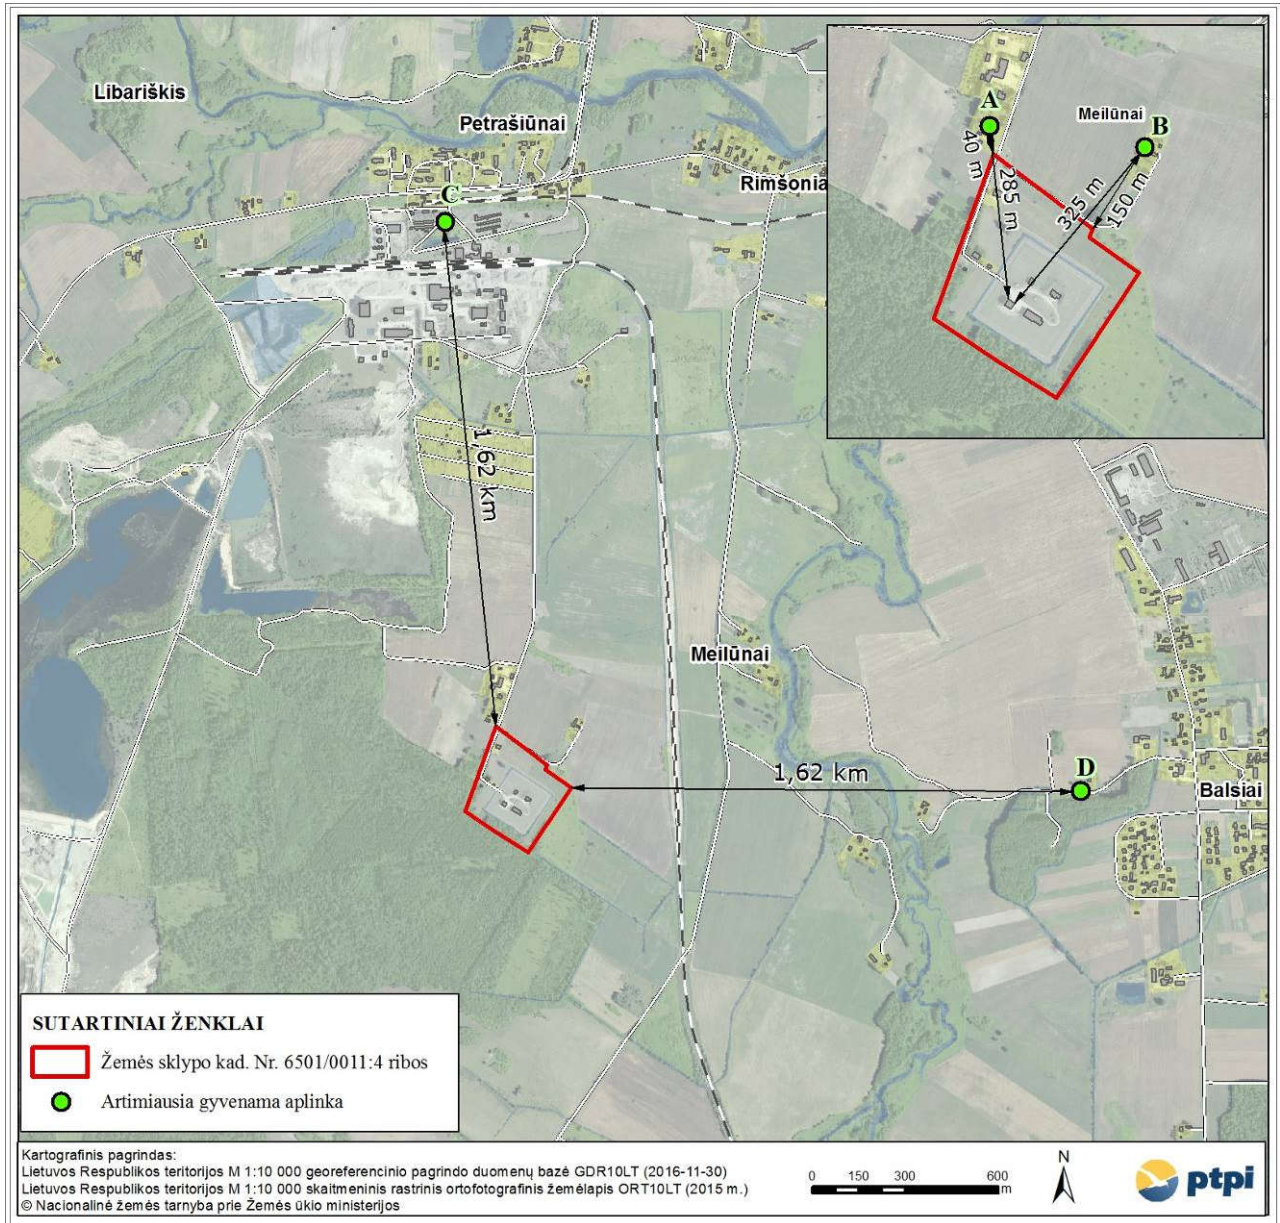 Libariškis
Petrašiūnai
Rimšonia
C
1,62 km
A
Meilūnai
B
40 m
285 m
325 m
150 m
Meilūnai
1,62 km
D
Balsiai
SUTARTINIAI ŽENKLAI
Žemės sklypo kad. Nr. 6501/0011:4 ribos
Artimiausia gyvenama aplinka
Kartografinis pagrindas:
Lietuvos Respublikos teritorijos M 1:10 000 georeferencinio pagrindo duomenų bazė GDR10LT (2016-11-30)
Lietuvos Respublikos teritorijos M 1:10 000 skaitmeninis rastrinis ortofotografinis žemėlapis ORT10LT (2015 m.)
© Nacionalinė žemės tarnyba prie Žemės ūkio ministerijos
0 150 300 600
m
N
ptpi